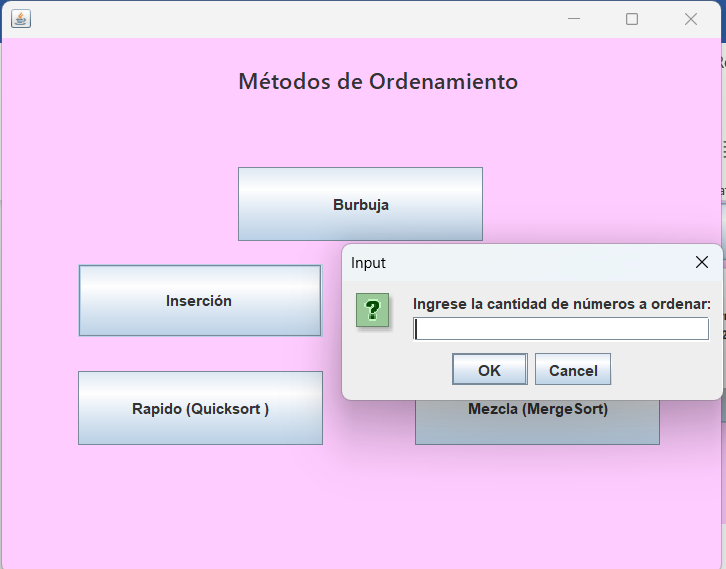 Métodos de Ordenamiento
Burbuja
Input
Inserción
Ingrese la cantidad de números a ordenar:
OK
Cancel
Rapido (Quicksort )
Mezcla (MergeSort)